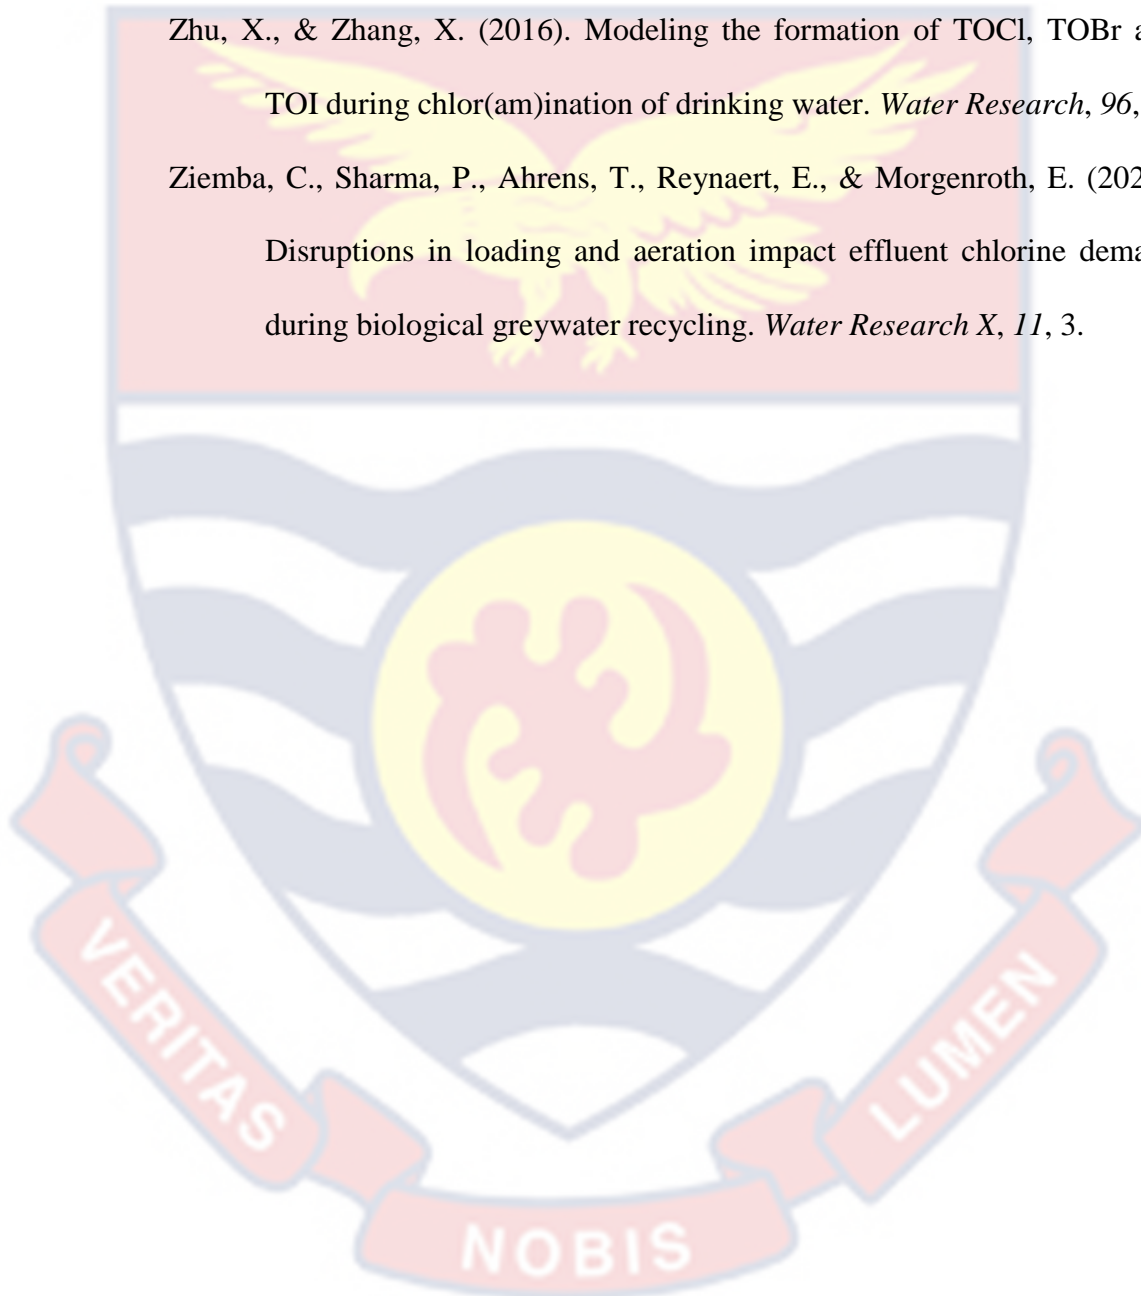 Zhu, X., & Zhang, X. (2016). Modeling the formation of TOCl, TOBr a
TOI during chlor(am)ination of drinking water. Water Research, 96,
Ziemba, C., Sharma, P., Ahrens, T., Reynaert, E., & Morgenroth, E. (202
Disruptions in loading and aeration impact effluent chlorine dema
during biological greywater recycling. Water Research X, 11, 3.
VERITAS
NOBIS
LUMEN